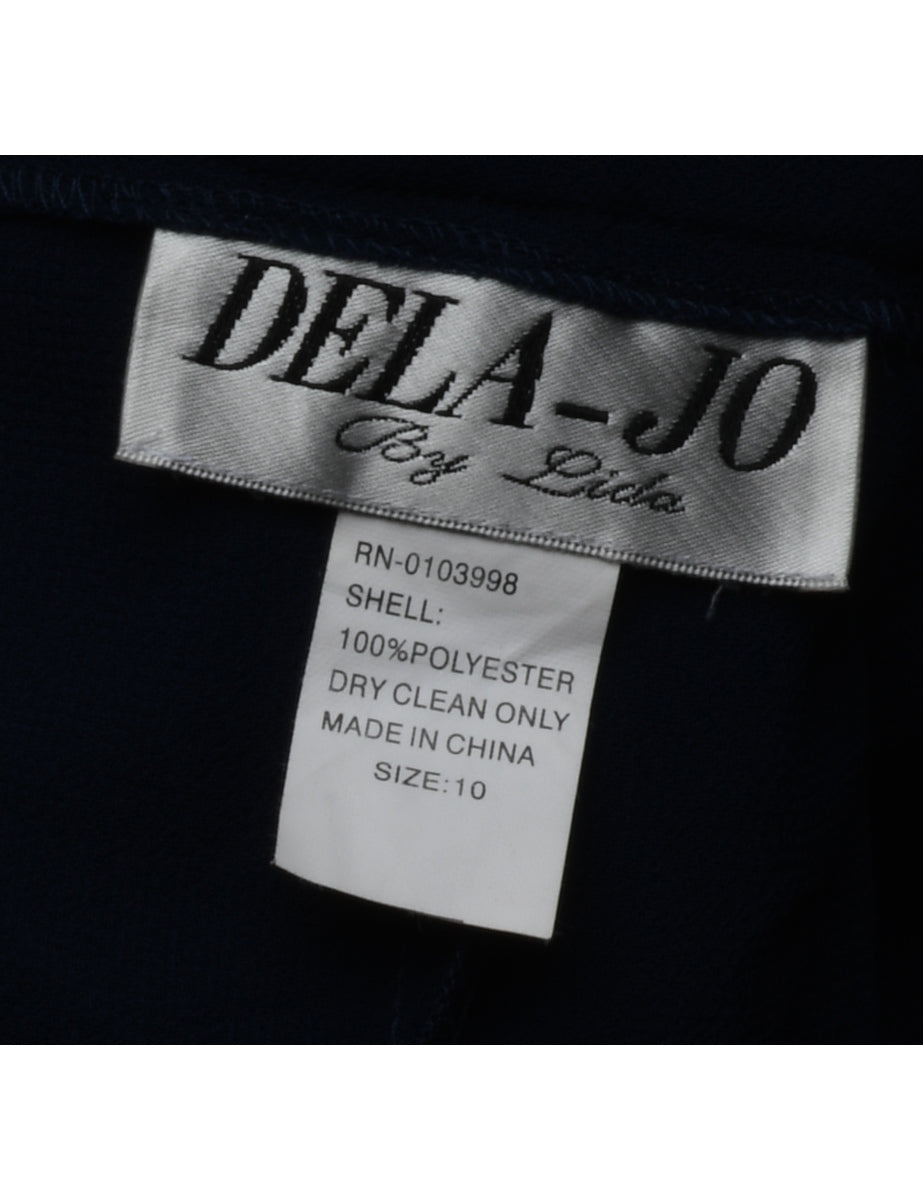 DELA-JO
By Lida
RN-0103998
SHELL:
100%POLYESTER
DRY CLEAN ONLY
MADE IN CHINA
SIZE:10